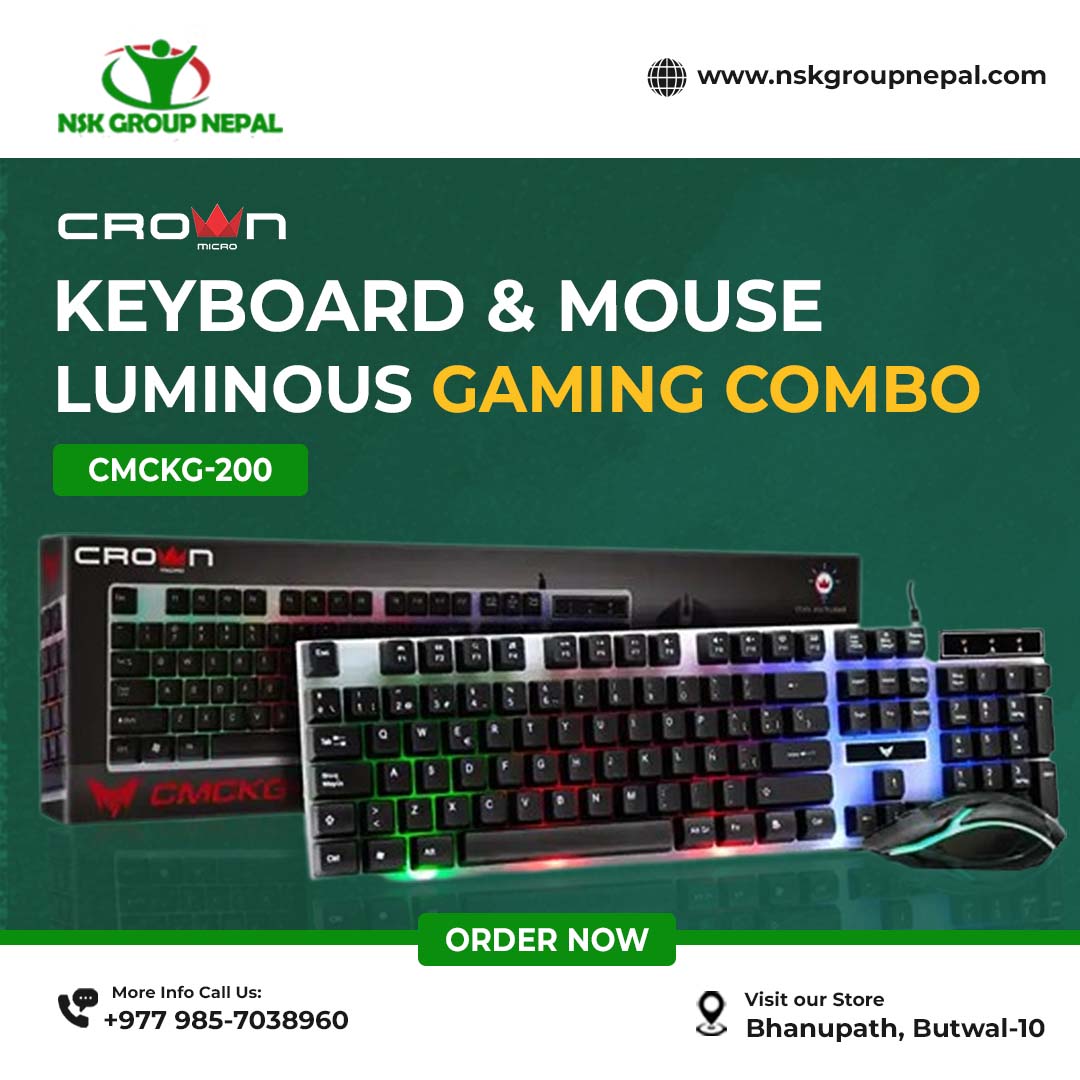 NSK GROUP NEPAL
www.nskgroupnepal.com
CROWN
MICRO
KEYBOARD & MOUSE
LUMINOUS GAMING COMBO
CMCKG-200
CROWN
MICRO
CMCKG
ORDER NOW
More Info Call Us:
+977 985-7038960
Visit our Store
Bhanupath, Butwal-10